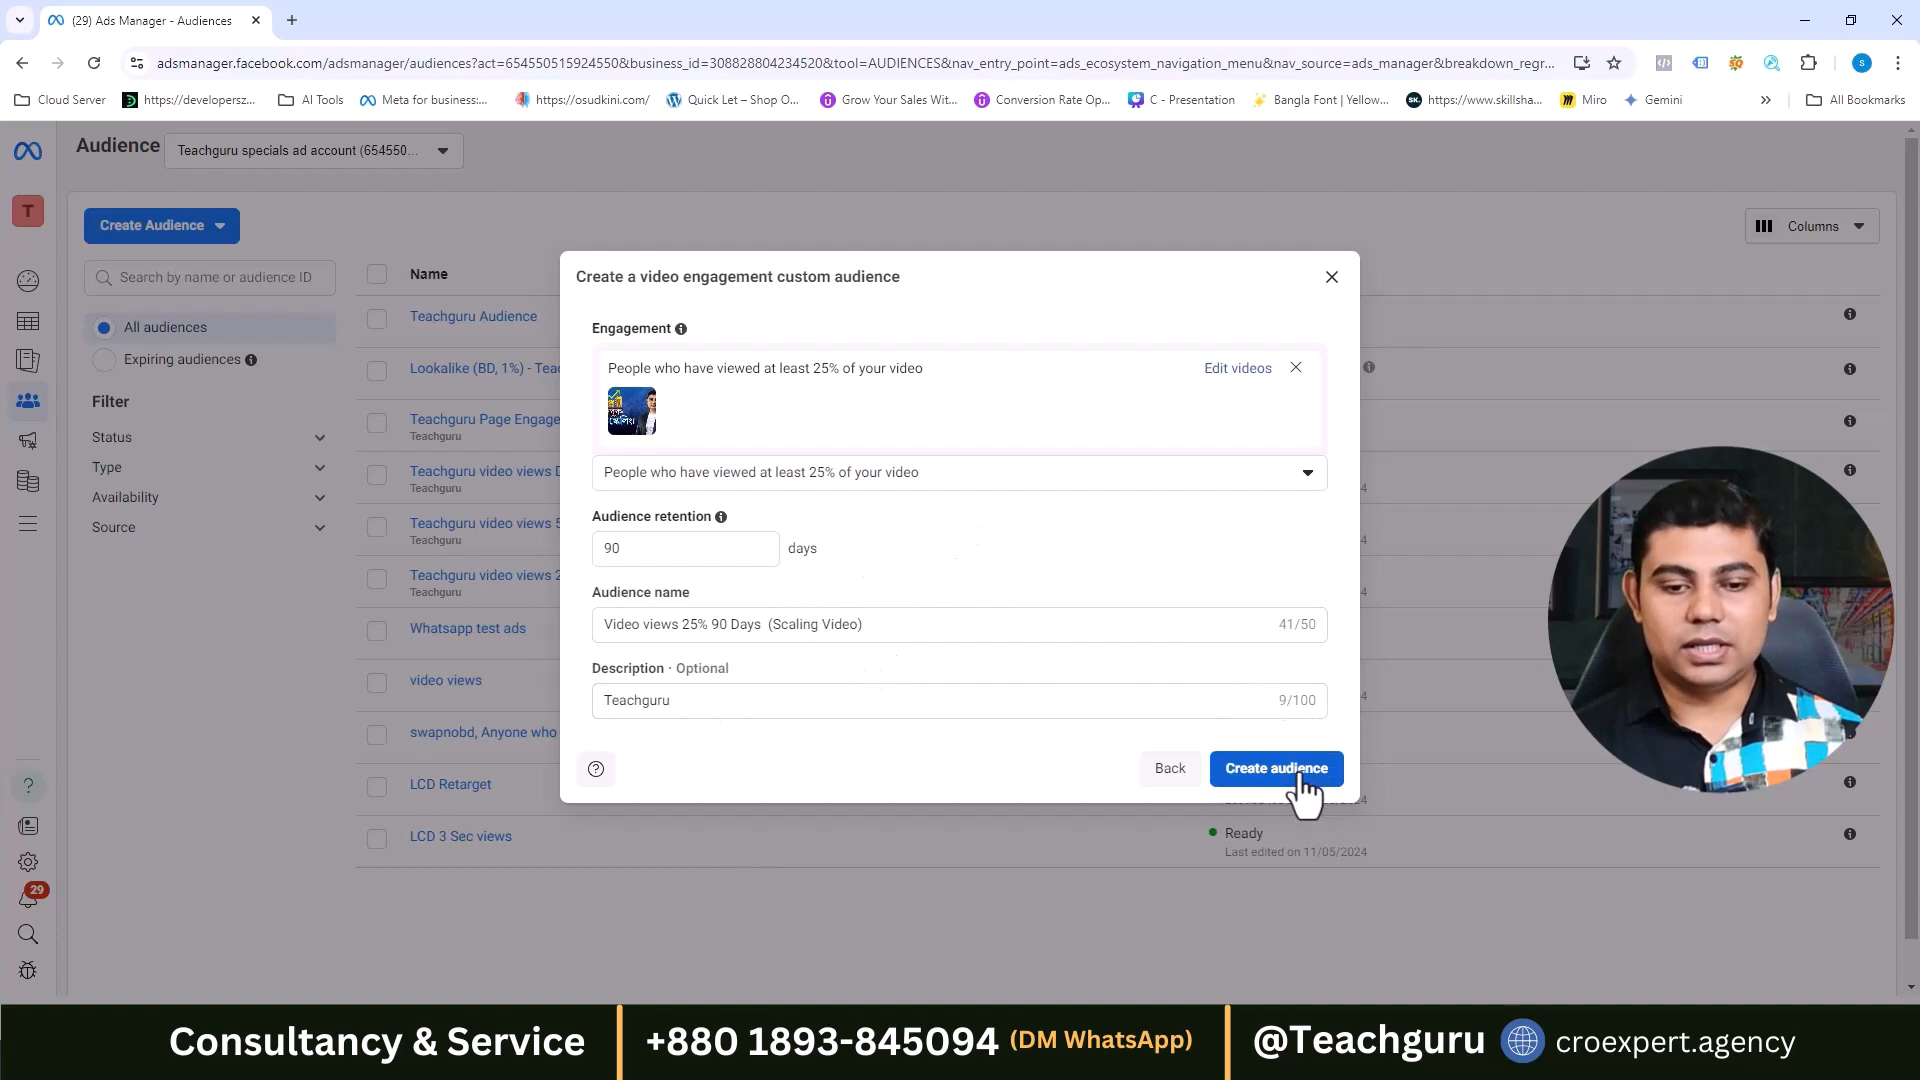 (29) Ads Manager - Audiences
adsmanager.facebook.com/adsmanager/audiences?act=654550515924550&business_id=308828804234520&tool=AUDIENCES&nav_entry_point=ads_ecosystem_navigation_menu&nav_source=ads_manager&breakdown_regr...
S
Cloud Server
https://developersz...
AI Tools
Meta for business:...
https://osudkini.com/
Quick Let – Shop O...
Grow Your Sales Wit...
Conversion Rate Op...
C - Presentation
Bangla Font | Yellow...
SK.
https://www.skillsha...
Miro
Gemini
All Bookmarks
Audience
Teachguru specials ad account (654550...
T
Create Audience
Columns
Search by name or audience ID
Name
All audiences
Expiring audiences
Filter
Status
Type
Availability
Source
Teachguru Audience
Lookalike (BD, 1%) - Teac
Teachguru Page Engage
Teachguru
Teachguru video views
Teachguru
Teachguru video views 5
Teachguru
Teachguru video views 2
Teachguru
Whatsapp test ads
video views
swapnobd, Anyone who
LCD Retarget
LCD 3 Sec views
Ready
Last edited on 11/05/2024
29
Create a video engagement custom audience
Engagement
People who have viewed at least 25% of your video
Edit videos
People who have viewed at least 25% of your video
Audience retention
90
days
Audience name
Video views 25% 90 Days  (Scaling Video)
41/50
Description · Optional
Teachguru
9/100
Back
Create audience
Consultancy & Service
+880 1893-845094 (DM WhatsApp)
@Teachguru
croexpert.agency